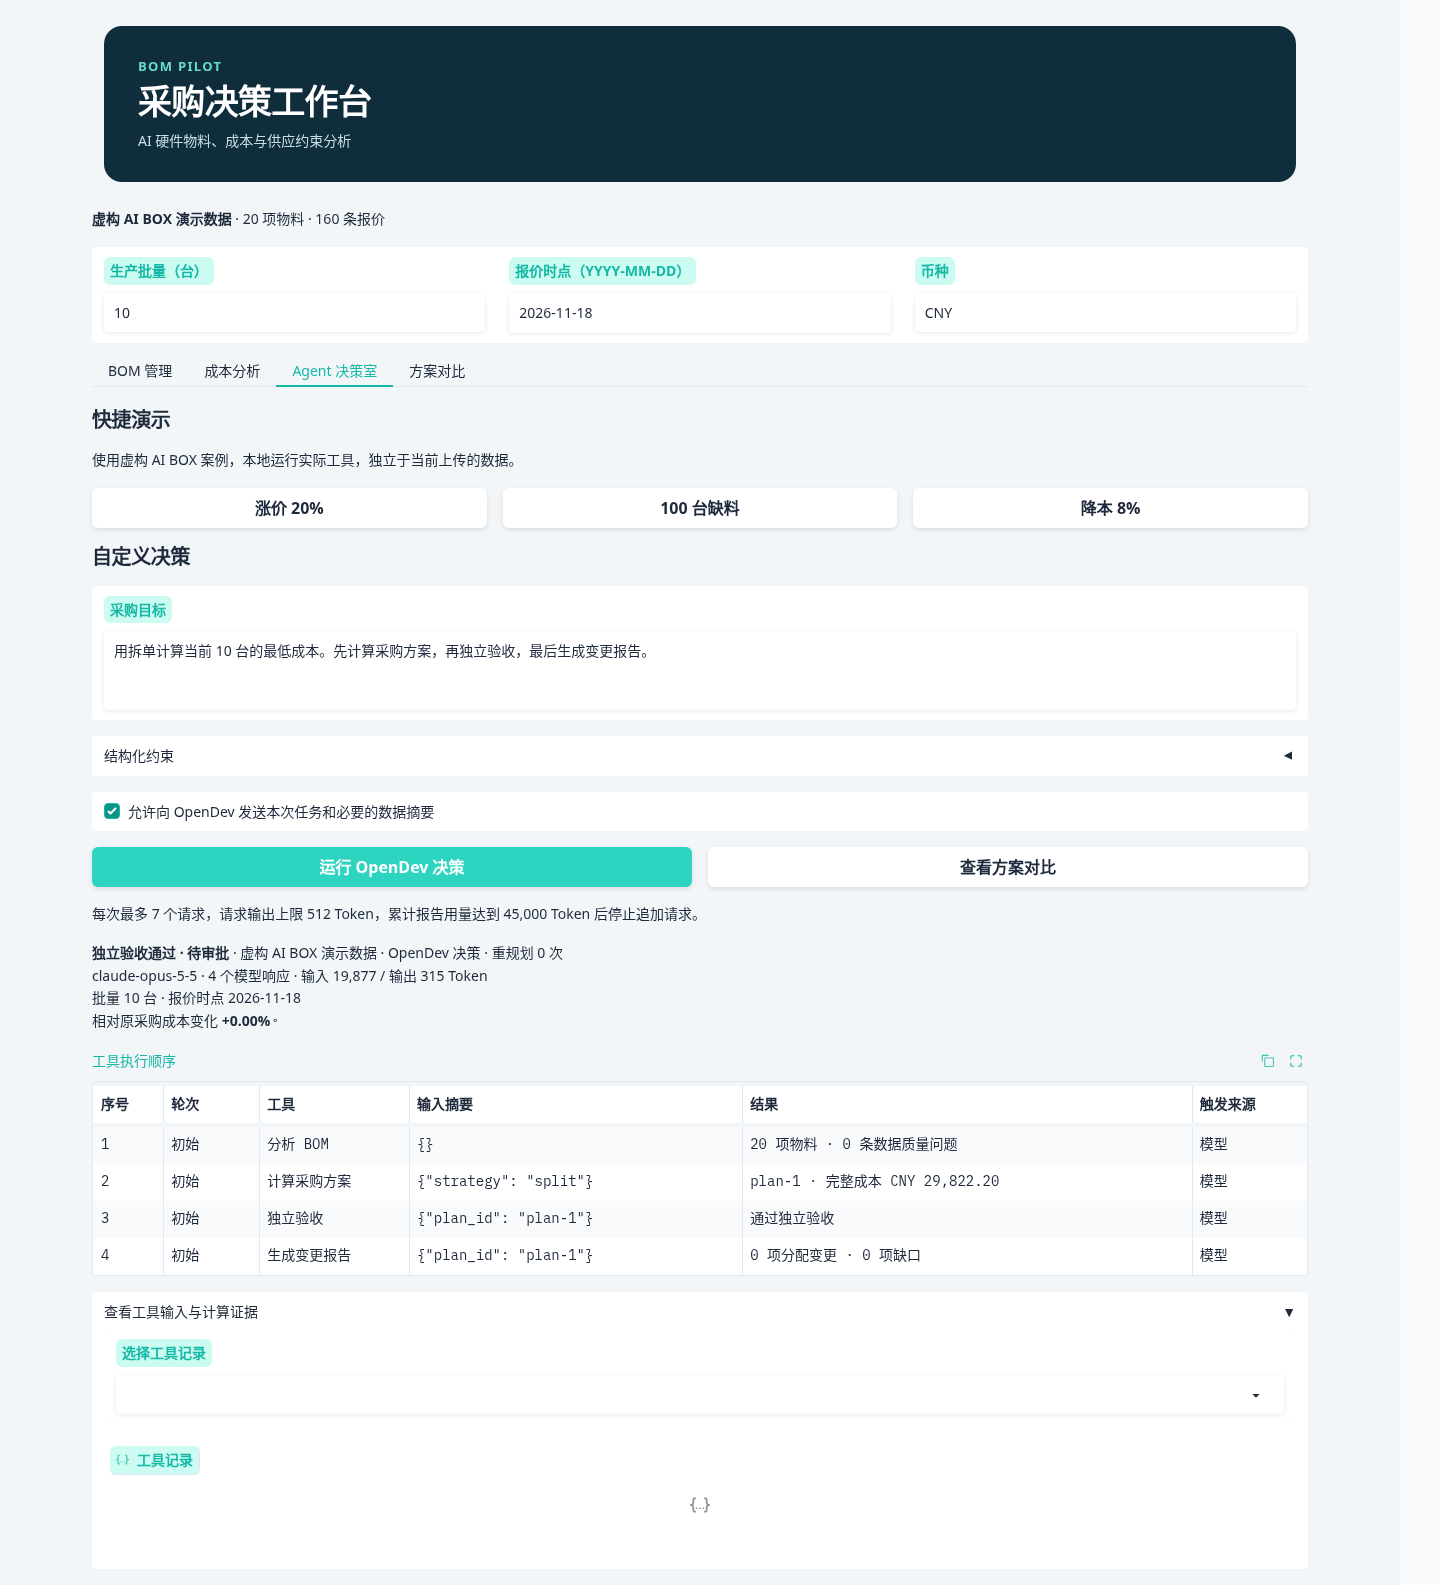 BOM PILOT
采购决策工作台
AI 硬件物料、成本与供应约束分析
虚构 AI BOX 演示数据 · 20 项物料 · 160 条报价
生产批量（台） 报价时点（YYYY-MM-DD） 币种
10 2026-11-18 CNY
BOM 管理 成本分析 Agent 决策室 方案对比
快捷演示
使用虚构 AI BOX 案例，本地运行实际工具，独立于当前上传的数据。
涨价 20% 100 台缺料 降本 8%
自定义决策
采购目标
用拆单计算当前 10 台的最低成本。先计算采购方案，再独立验收，最后生成变更报告。
结构化约束
允许向 OpenDev 发送本次任务和必要的数据摘要
运行 OpenDev 决策 查看方案对比
每次最多 7 个请求，请求输出上限 512 Token，累计报告用量达到 45,000 Token 后停止追加请求。
独立验收通过 · 待审批 · 虚构 AI BOX 演示数据 · OpenDev 决策 · 重规划 0 次
claude-opus-5-5 · 4 个模型响应 · 输入 19,877 / 输出 315 Token
批量 10 台 · 报价时点 2026-11-18
相对原采购成本变化 +0.00%。
工具执行顺序
序号 轮次 工具 输入摘要 结果 触发来源
1 初始 分析 BOM {} 20 项物料 · 0 条数据质量问题 模型
2 初始 计算采购方案 {"strategy": "split"} plan-1 · 完整成本 CNY 29,822.20 模型
3 初始 独立验收 {"plan_id": "plan-1"} 通过独立验收 模型
4 初始 生成变更报告 {"plan_id": "plan-1"} 0 项分配变更 · 0 项缺口 模型
查看工具输入与计算证据
选择工具记录
工具记录